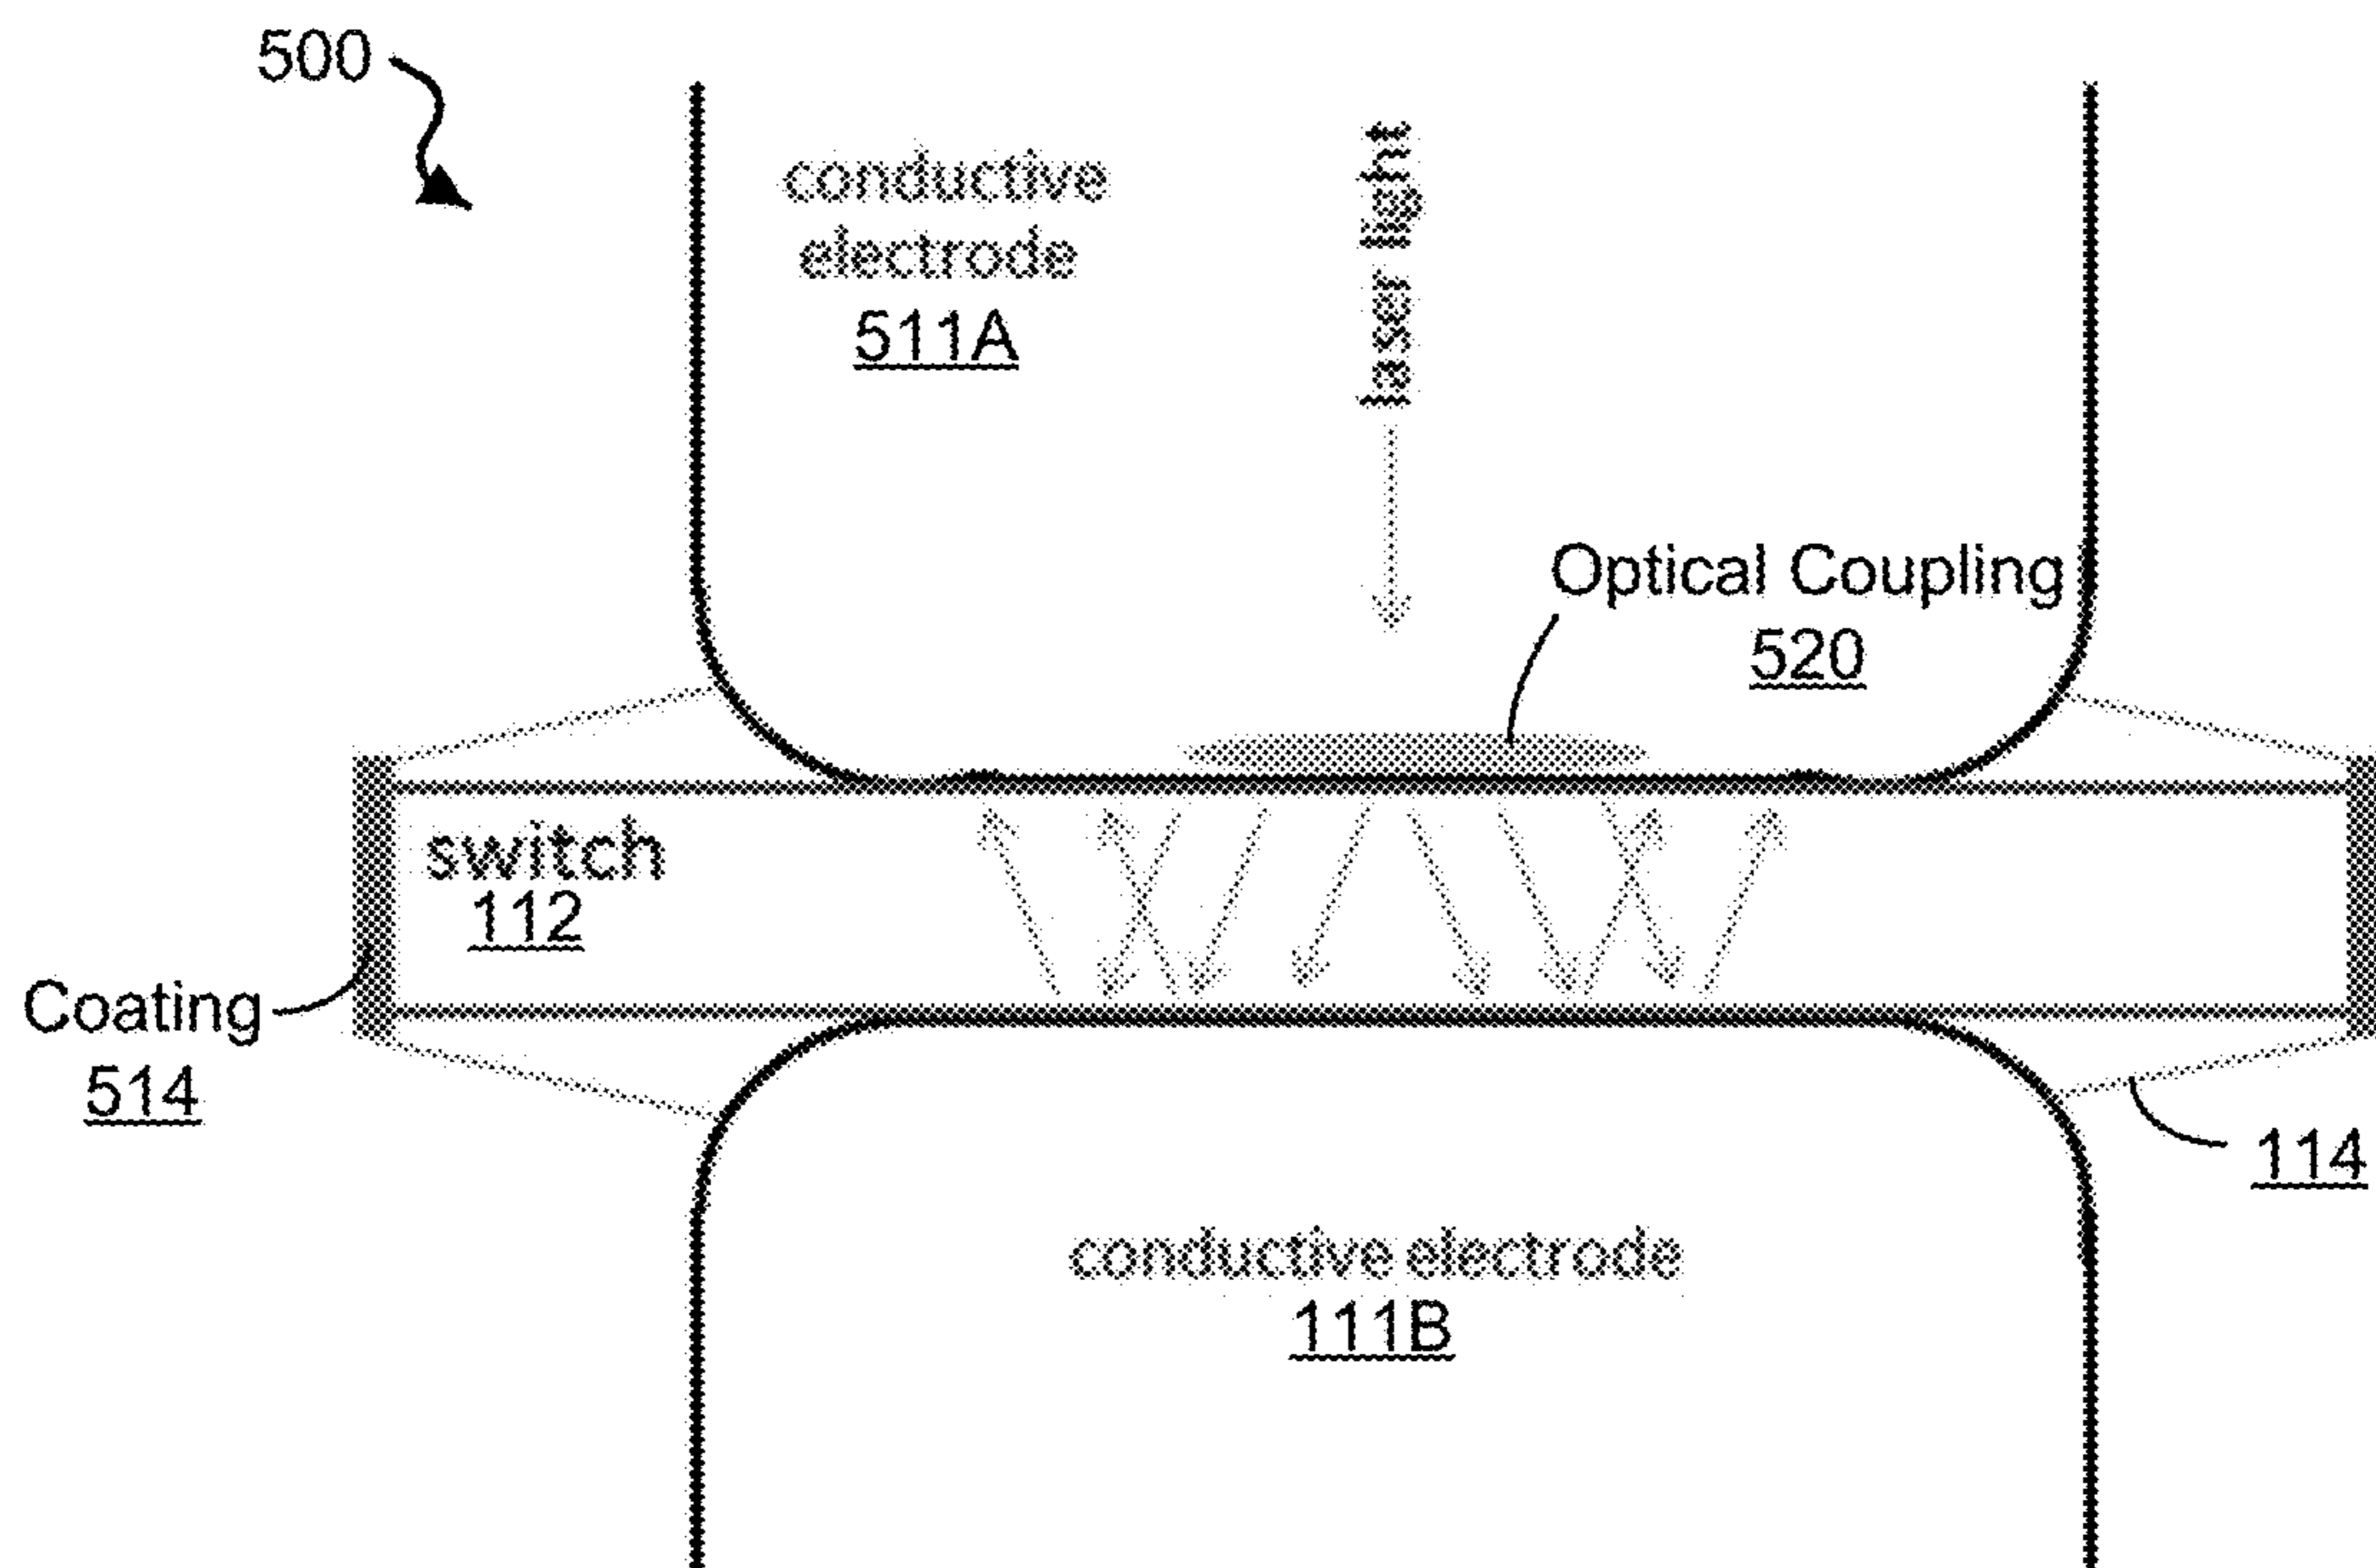 500
conductive
electrode
511A
laser light
Optical Coupling
520
switch
112
Coating
514
114
conductive electrode
111B